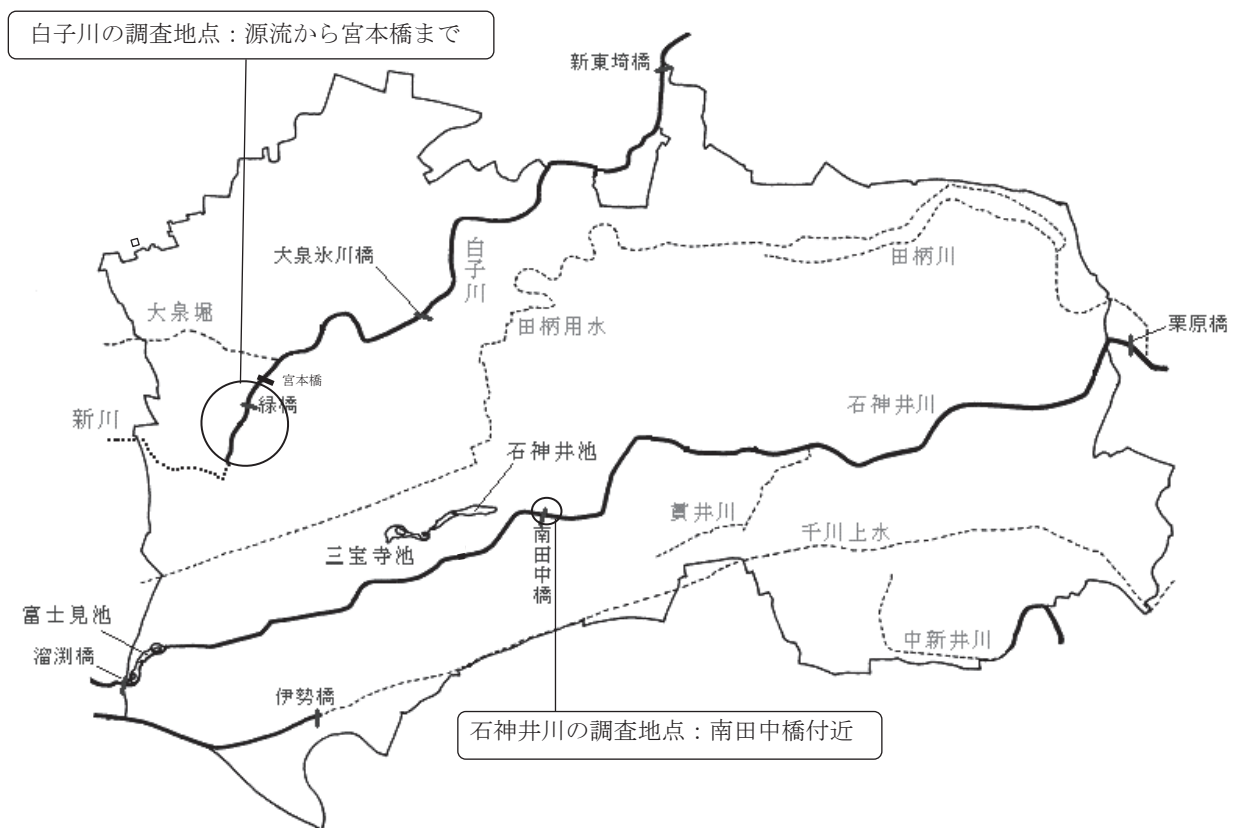 白子川の調査地点：源流から宮本橋まで
新東埼橋
大泉氷川橋
白子川
田柄川
大泉堀
田柄用水
栗原橋
宮本橋
緑橋
石神井川
新川
石神井池
貫井川
千川上水
三宝寺池
南田中橋
富士見池
溜渕橋
中新井川
伊勢橋
石神井川の調査地点：南田中橋付近